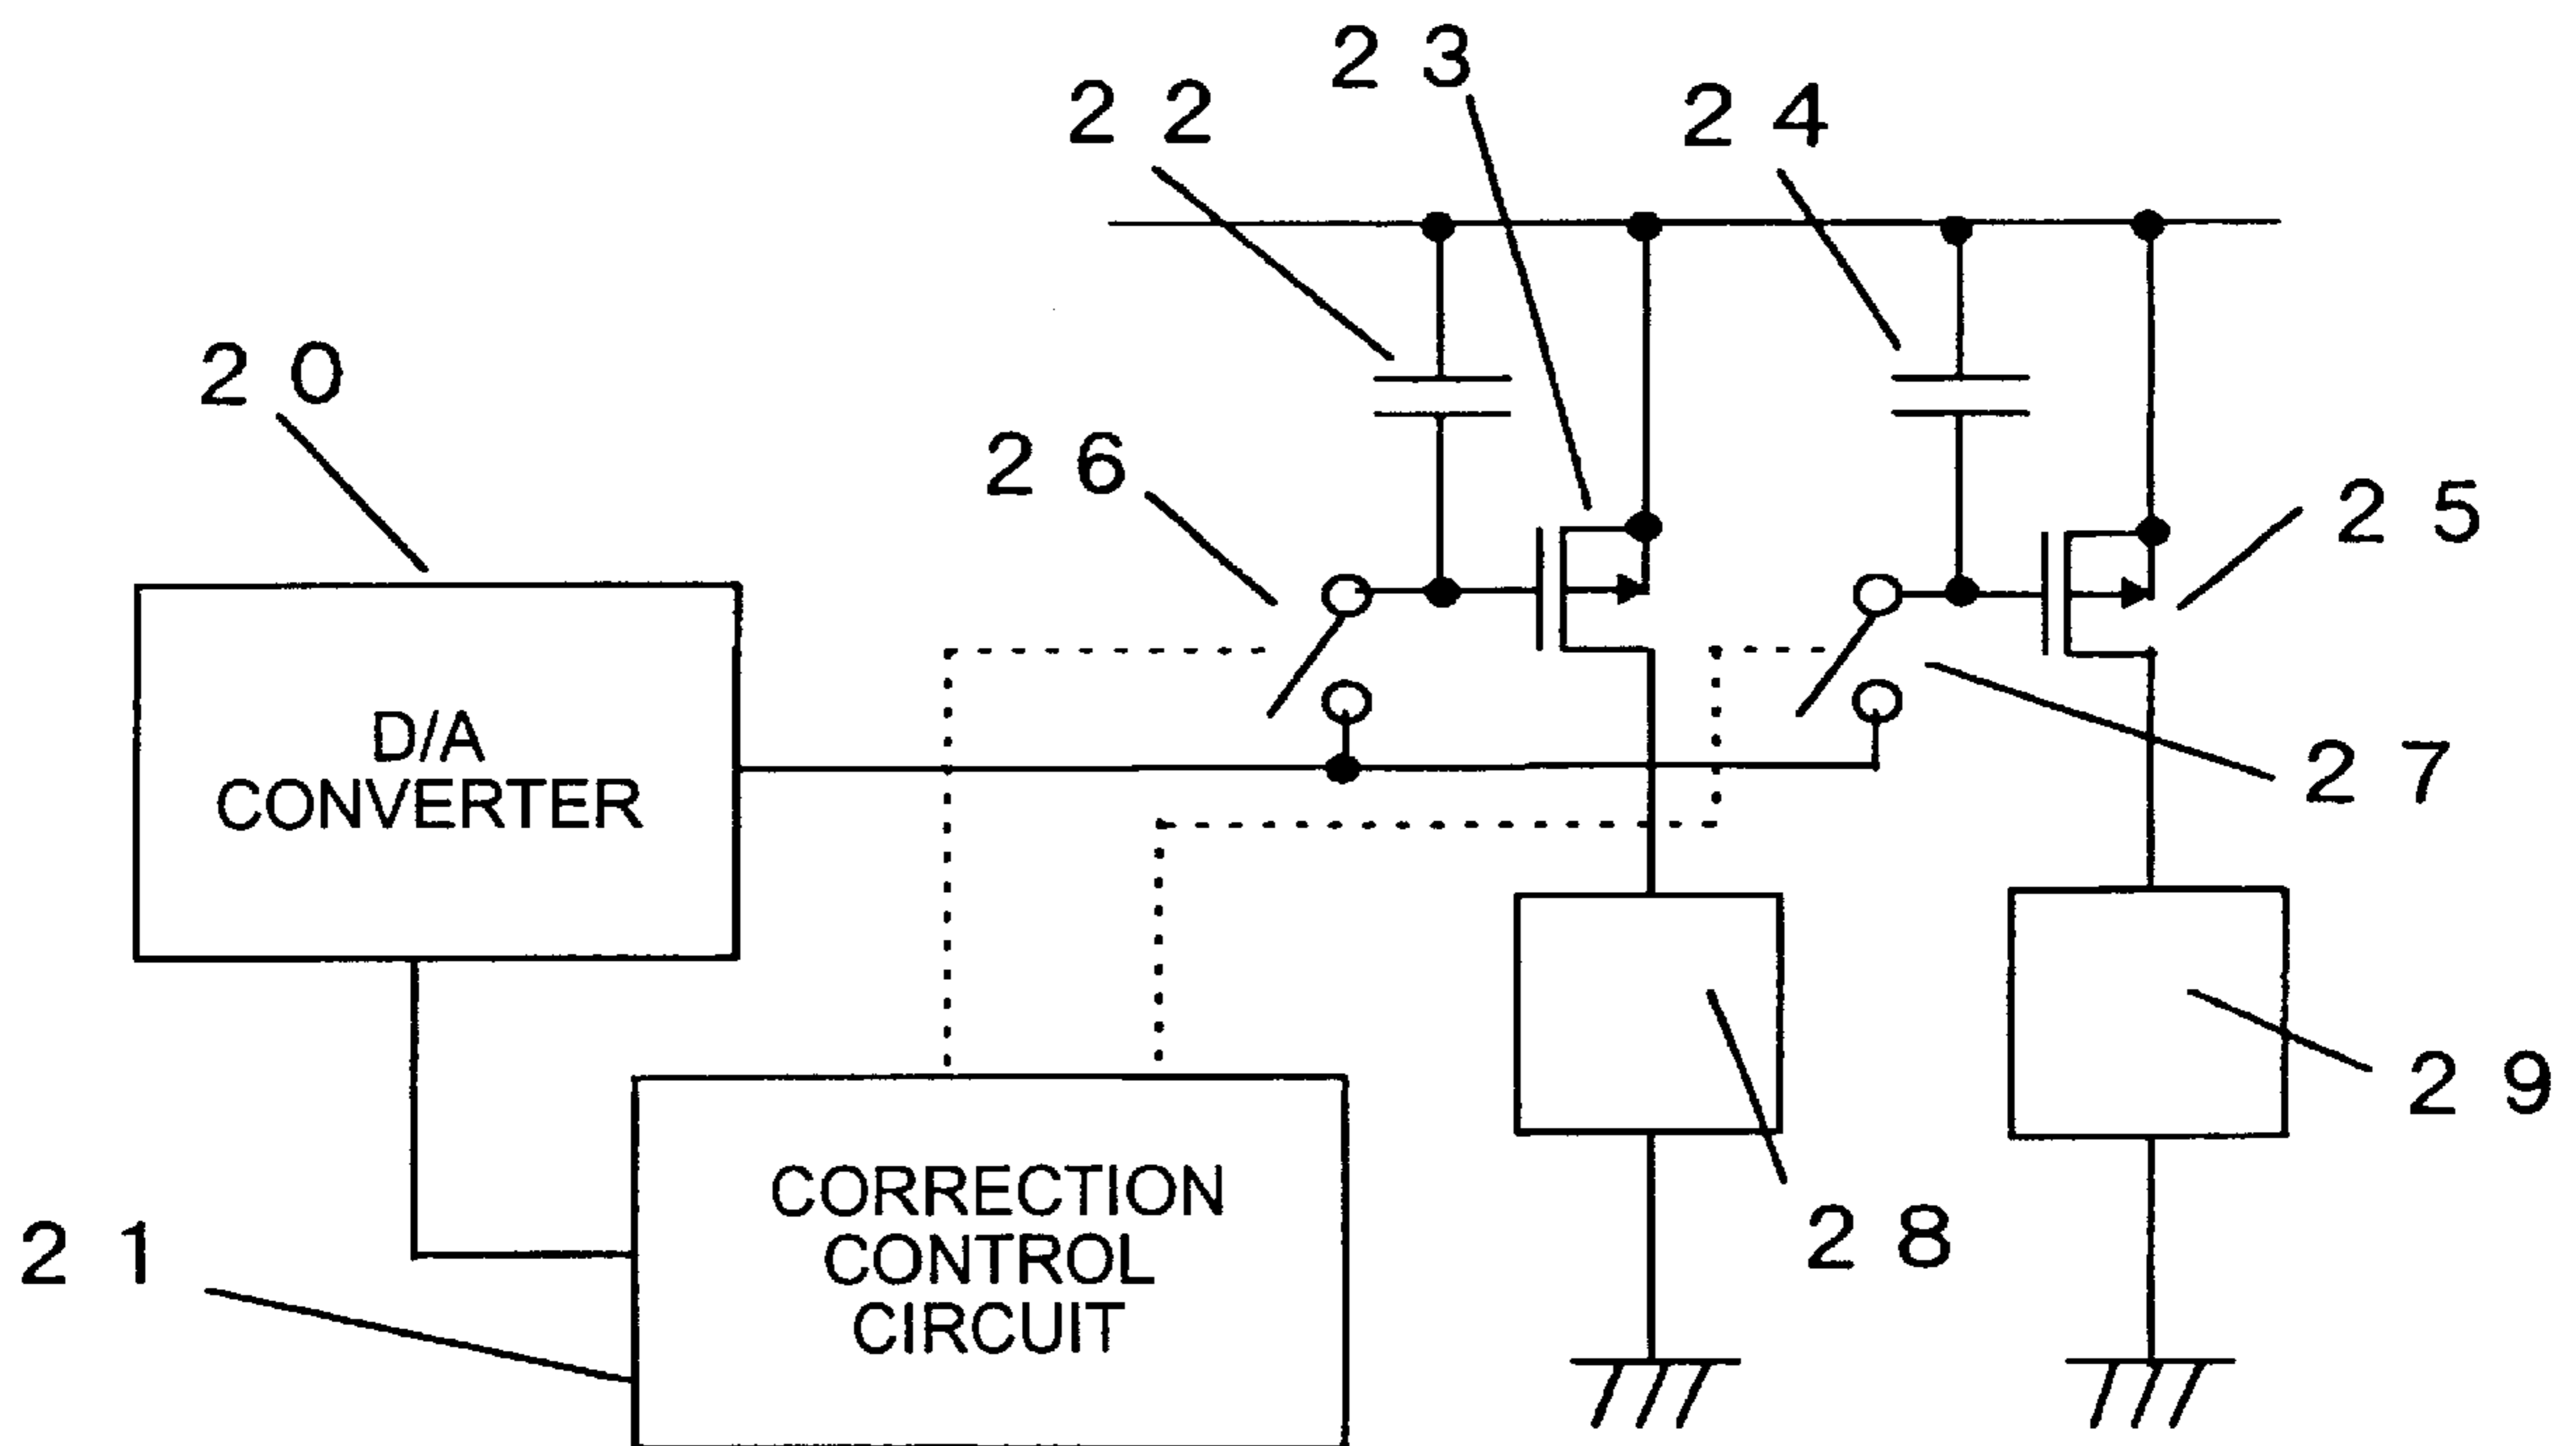 23
22
24
20
26
25
D/A
CONVERTER
27
29
CORRECTION
CONTROL
CIRCUIT
28
21